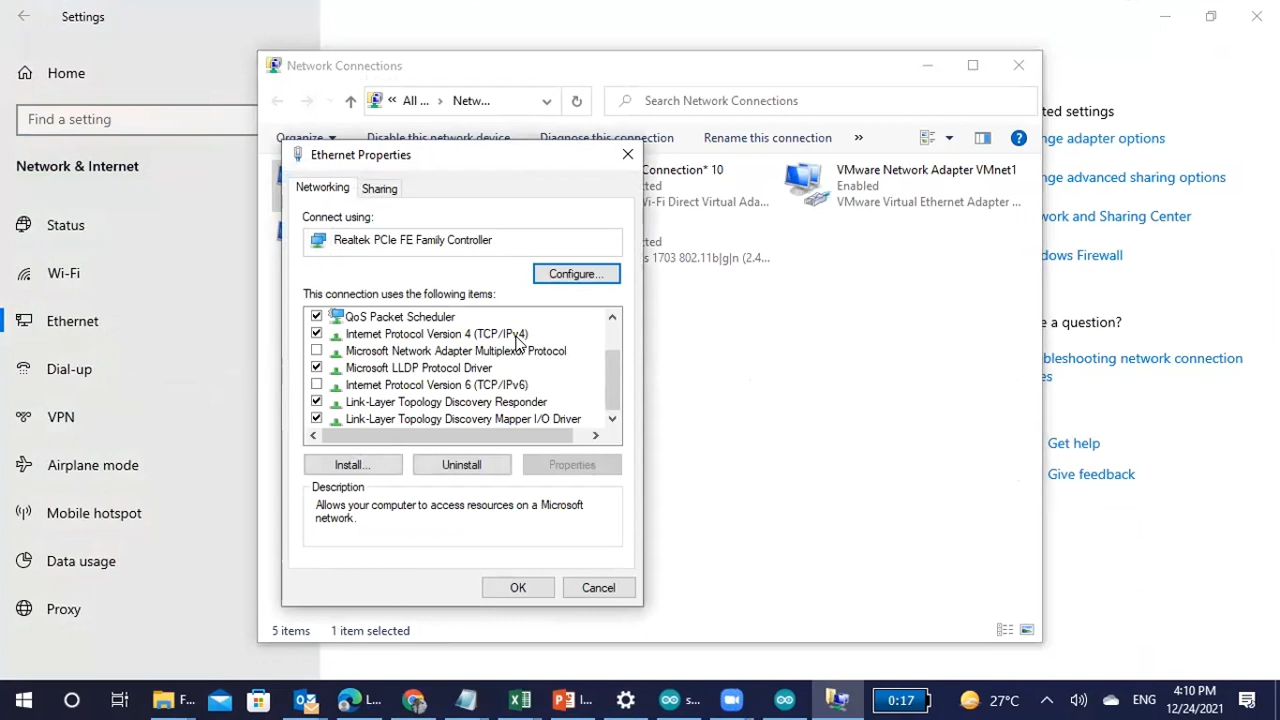 Settings
Home
Find a setting
Network & Internet
Status
Wi-Fi
Ethernet
Dial-up
VPN
Airplane mode
Mobile hotspot
Data usage
Proxy
Network Connections
« All ... › Netw...
Search Network Connections
Organize Disable this network device Diagnose this connection Rename this connection »
Ethernet Properties
Networking Sharing
Connect using:
Realtek PCIe FE Family Controller
Configure...
This connection uses the following items:
QoS Packet Scheduler
Internet Protocol Version 4 (TCP/IPv4)
Microsoft Network Adapter Multiplexor Protocol
Microsoft LLDP Protocol Driver
Internet Protocol Version 6 (TCP/IPv6)
Link-Layer Topology Discovery Responder
Link-Layer Topology Discovery Mapper I/O Driver
Install... Uninstall Properties
Description
Allows your computer to access resources on a Microsoft
network.
OK Cancel
Connection* 10
cted
i-Fi Direct Virtual Ada...
cted
s 1703 802.11b|g|n (2.4...
VMware Network Adapter VMnet1
Enabled
VMware Virtual Ethernet Adapter ...
5 items 1 item selected
ted settings
nge adapter options
nge advanced sharing options
work and Sharing Center
dows Firewall
e a question?
bleshooting network connection
es
Get help
Give feedback
F... L... I... s... 0:17 27°C ENG
4:10 PM
12/24/2021